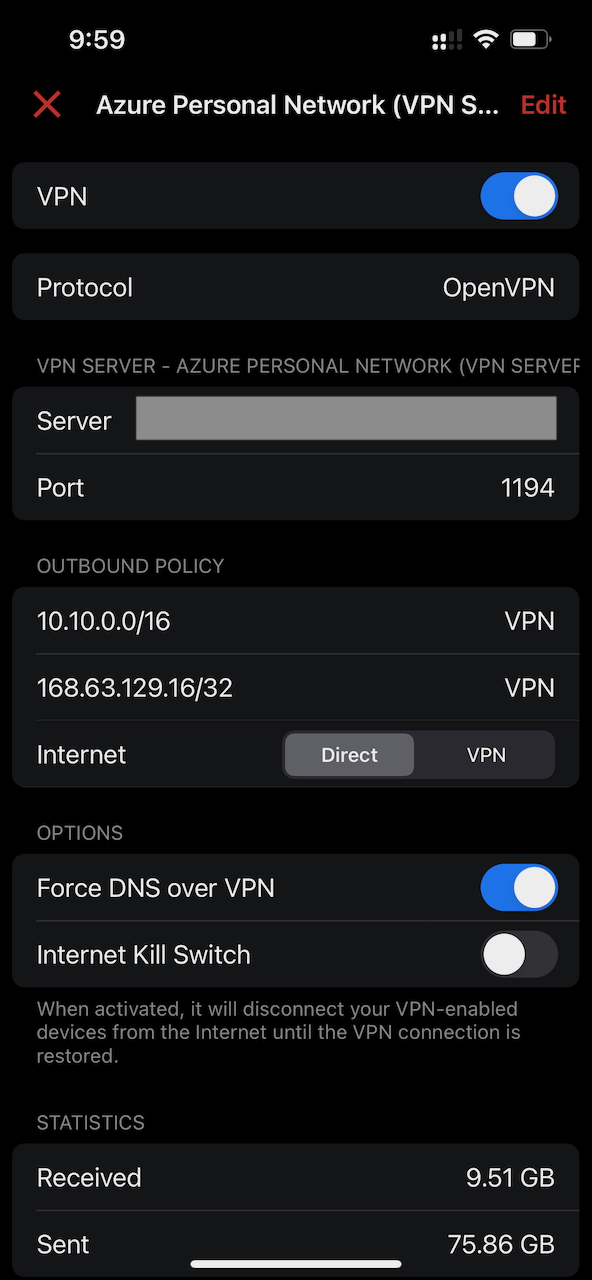 9:59
Azure Personal Network (VPN S...
Edit
VPN
Protocol
OpenVPN
VPN SERVER - AZURE PERSONAL NETWORK (VPN SERVER
Server
Port
1194
OUTBOUND POLICY
10.10.0.0/16
VPN
168.63.129.16/32
VPN
Internet
Direct
VPN
OPTIONS
Force DNS over VPN
Internet Kill Switch
When activated, it will disconnect your VPN-enabled
devices from the Internet until the VPN connection is
restored.
STATISTICS
Received
9.51 GB
Sent
75.86 GB